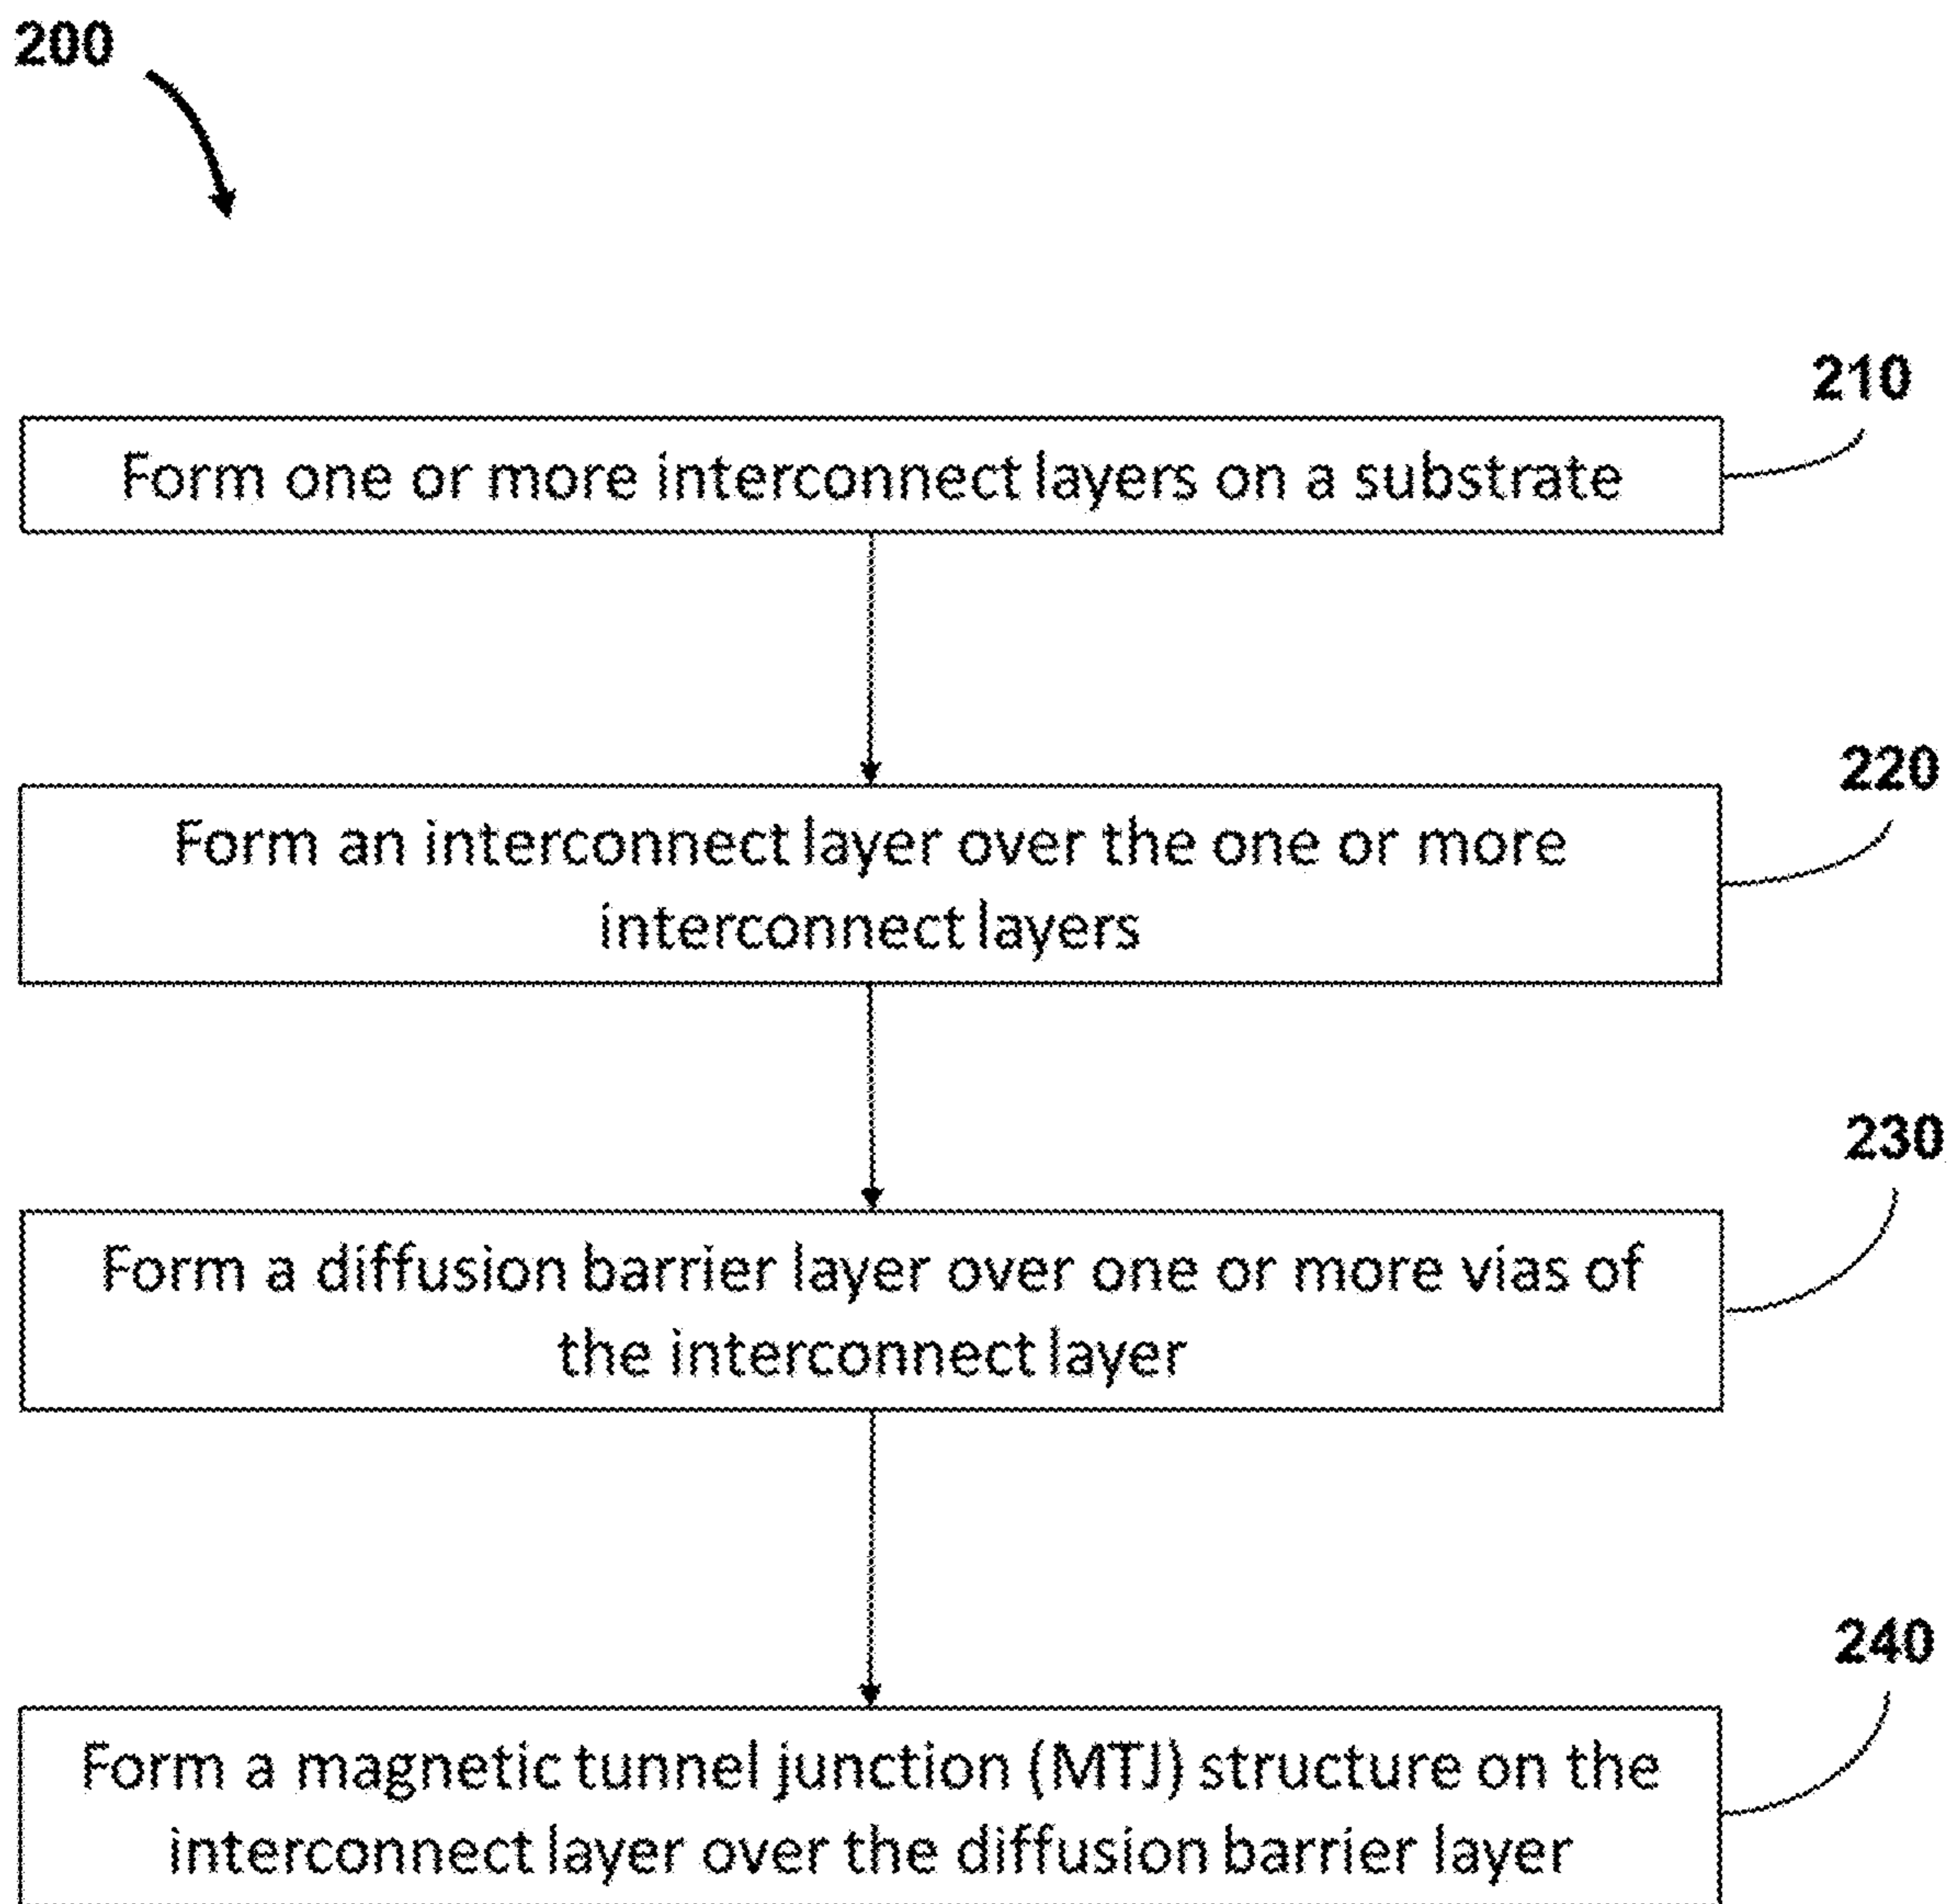 200
210
Form one or more interconnect layers on a substrate
220
Form an interconnect layer over the one or more
interconnect layers
230
Form a diffusion barrier layer over one or more vias of
the interconnect layer
240
Form a magnetic tunnel junction (MTJ) structure on the
interconnect layer over the diffusion barrier layer